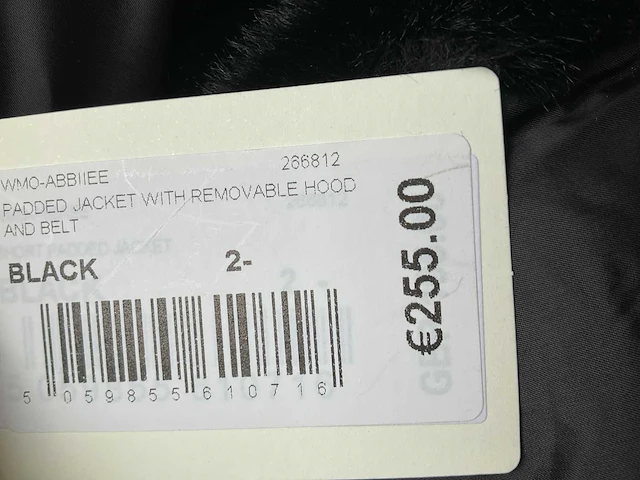 WMO-ABBIIEE 266812
PADDED JACKET WITH REMOVABLE HOOD
AND BELT
BLACK 2-
€255.00
5 059855 610716